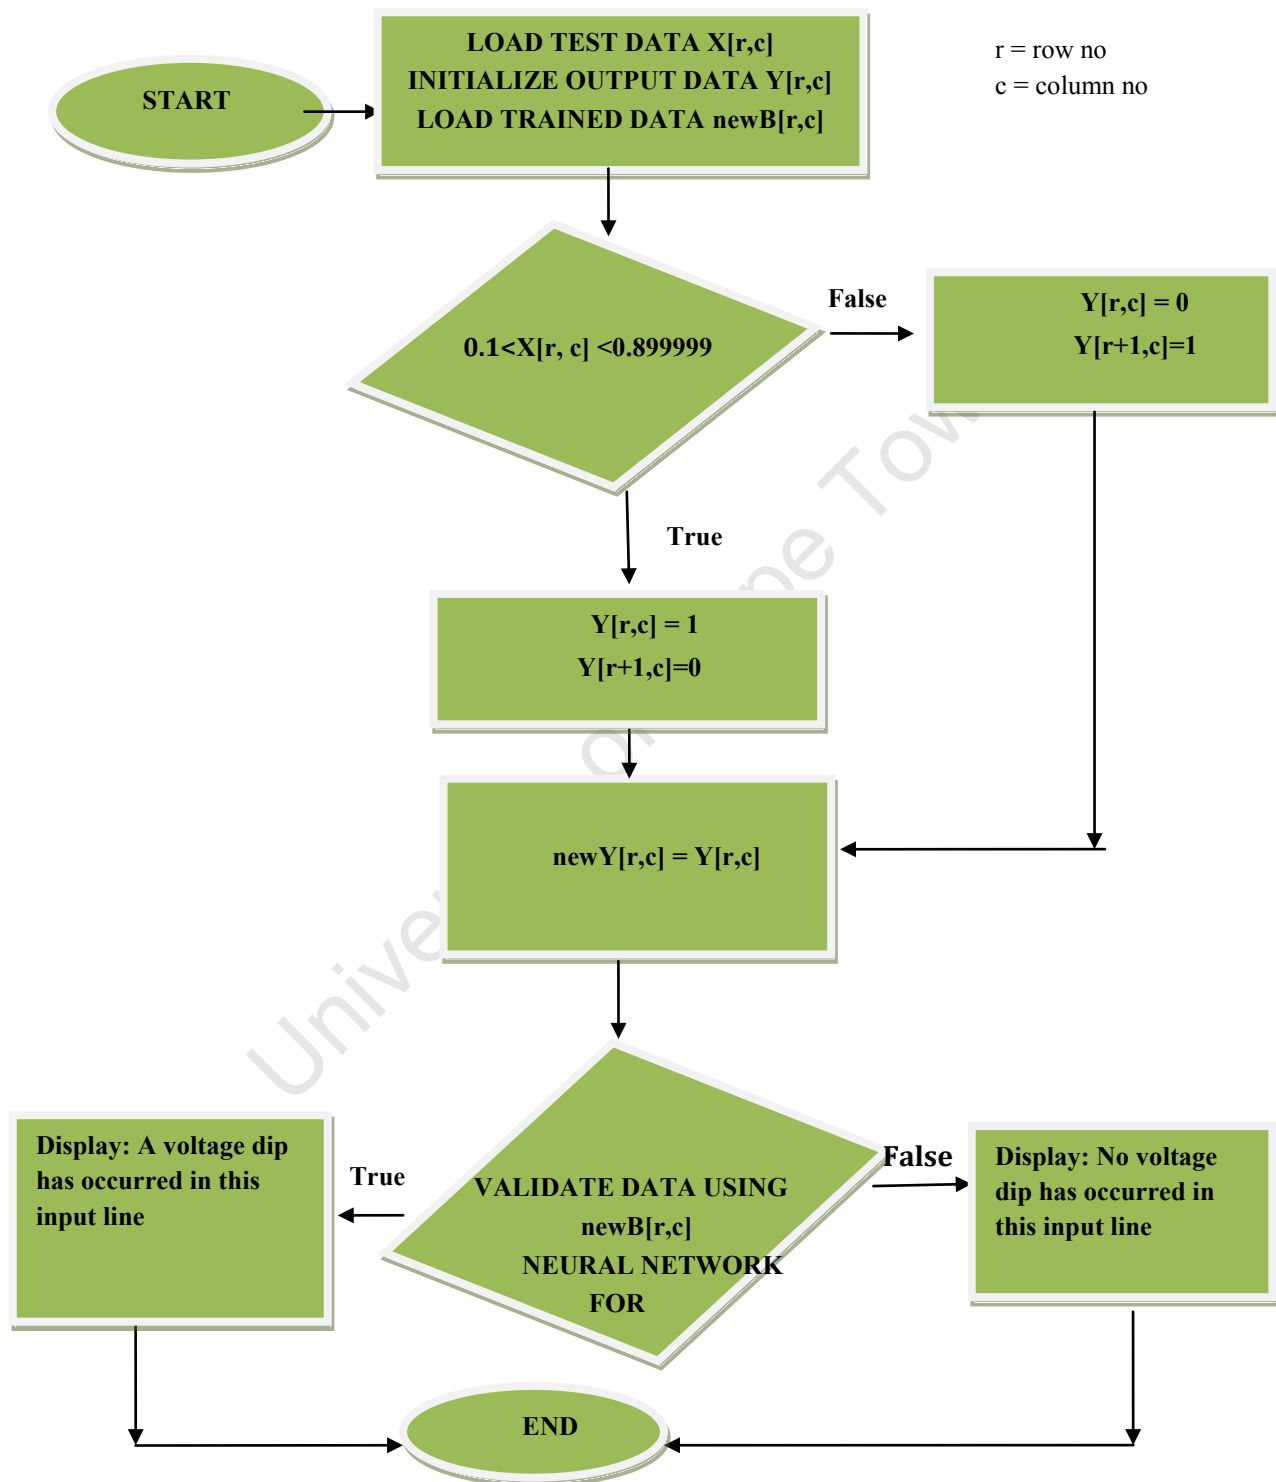 START
LOAD TEST DATA X[r,c]
INITIALIZE OUTPUT DATA Y[r,c]
LOAD TRAINED DATA newB[r,c]
r = row no
c = column no
0.1<X[r, c] <0.899999
False
Y[r,c] = 0
Y[r+1,c]=1
True
Y[r,c] = 1
Y[r+1,c]=0
newY[r,c] = Y[r,c]
VALIDATE DATA USING
newB[r,c]
NEURAL NETWORK
FOR
True
Display: A voltage dip
has occurred in this
input line
False
Display: No voltage
dip has occurred in
this input line
END